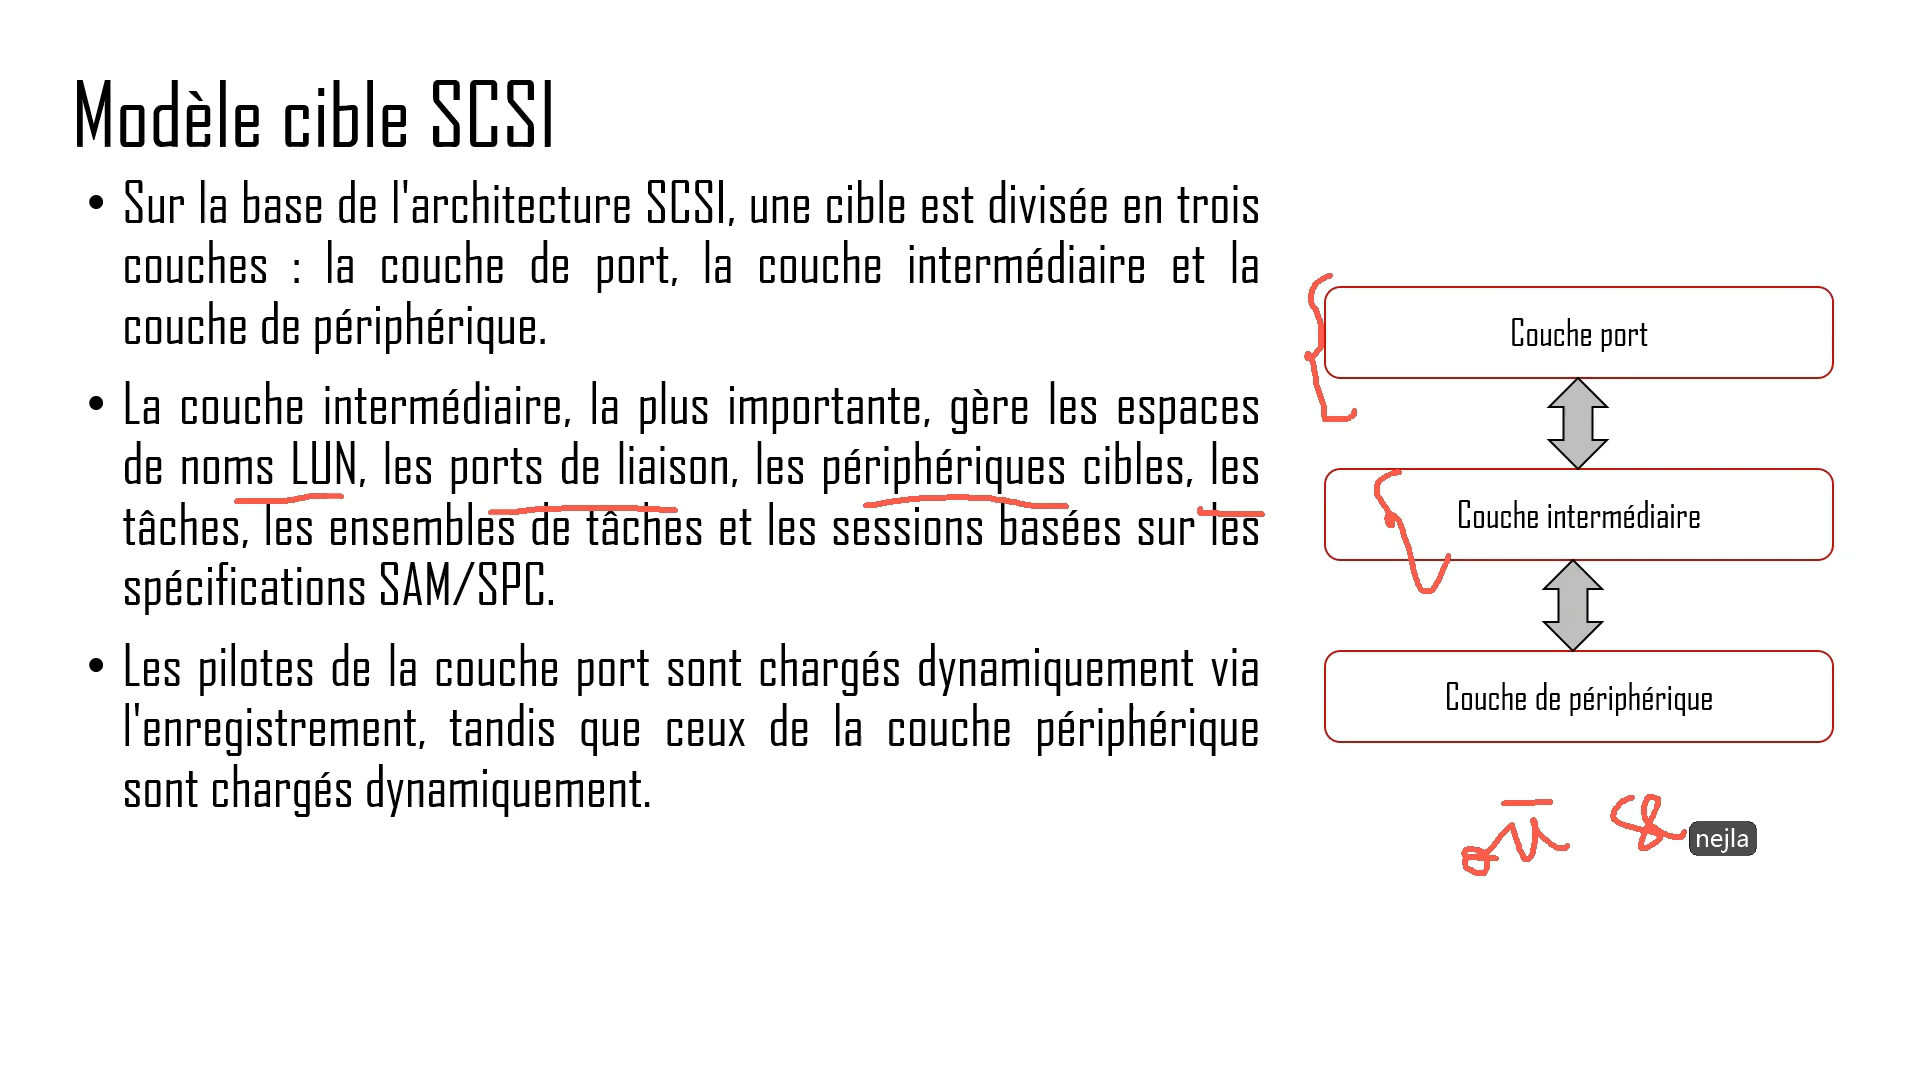 Modèle cible SCSI
• Sur la base de l'architecture SCSI, une cible est divisée en trois
couches : la couche de port, la couche intermédiaire et la
couche de périphérique.
• La couche intermédiaire, la plus importante, gère les espaces
de noms LUN, les ports de liaison, les périphériques cibles, les
tâches, les ensembles de tâches et les sessions basées sur les
spécifications SAM/SPC.
• Les pilotes de la couche port sont chargés dynamiquement via
l'enregistrement, tandis que ceux de la couche périphérique
sont chargés dynamiquement.
Couche port
Couche intermédiaire
Couche de périphérique
nejla